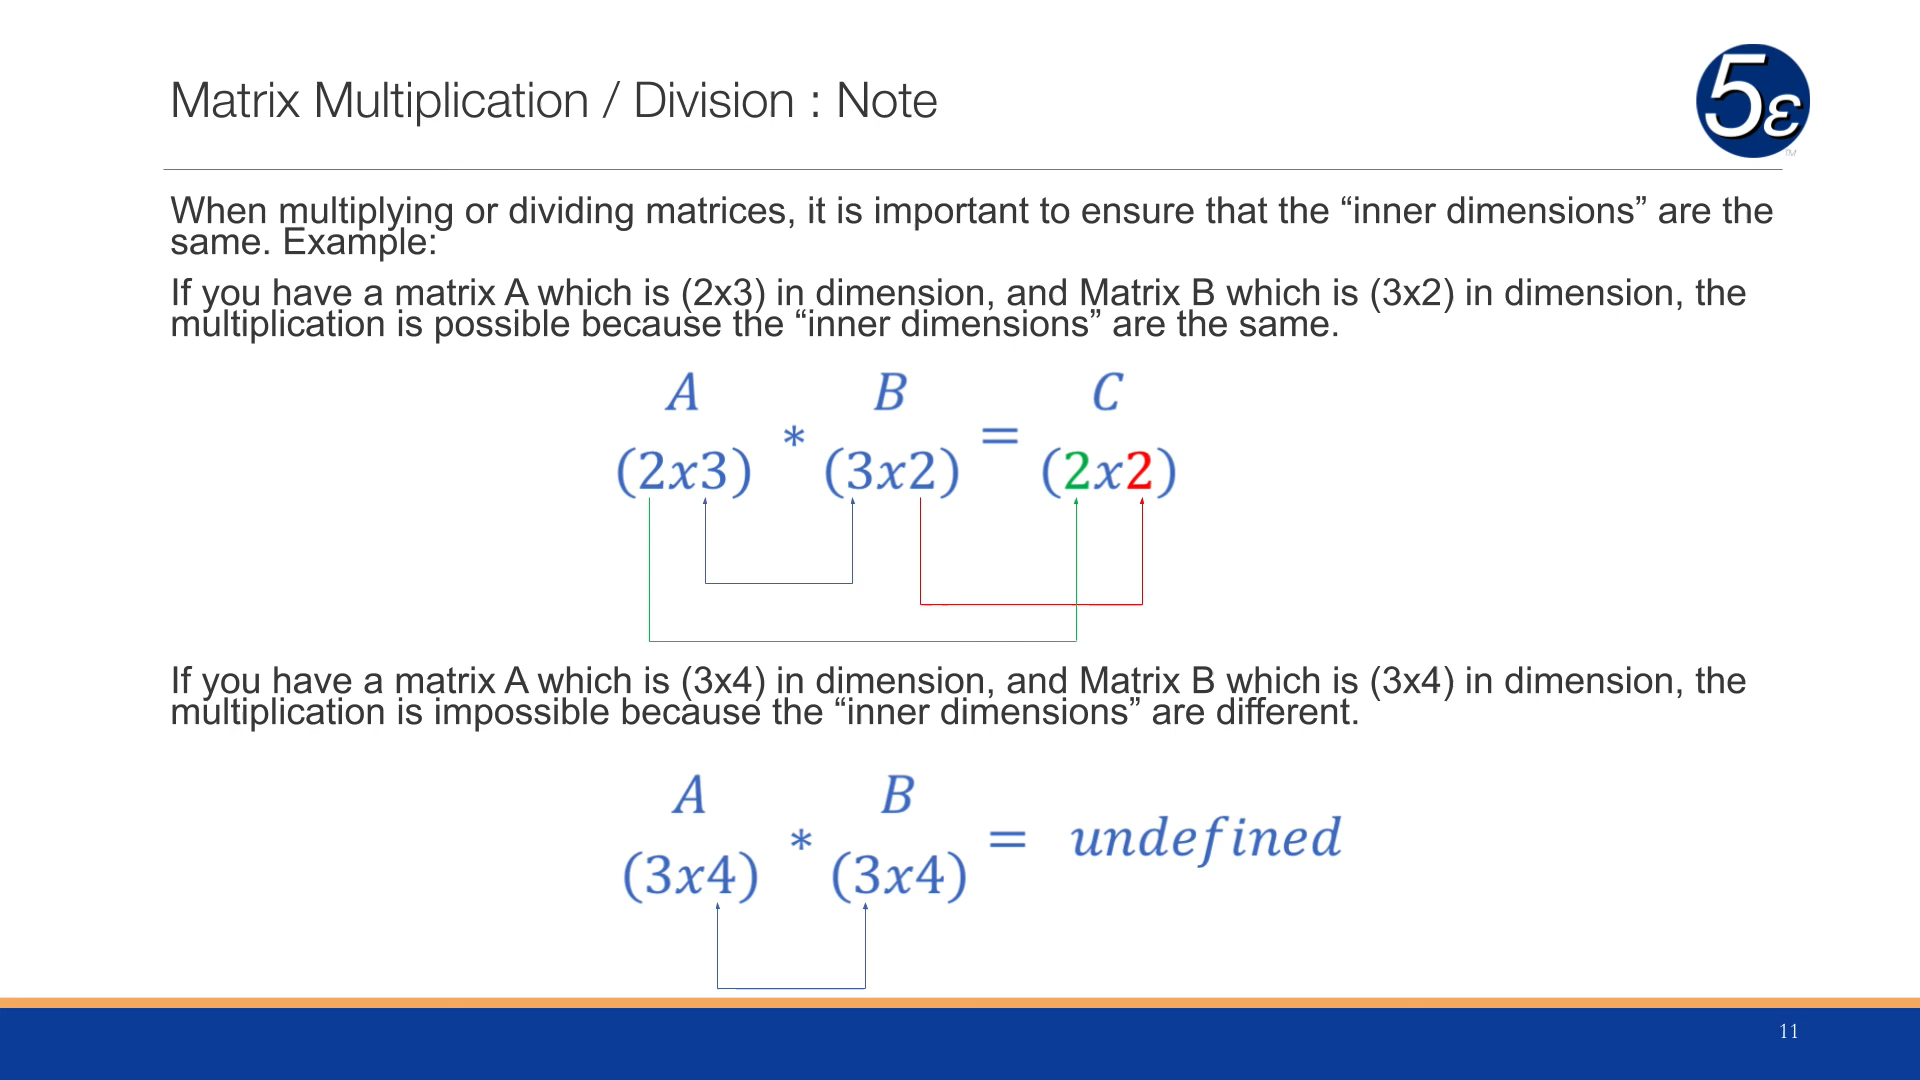 Matrix Multiplication / Division : Note
5ε
TM
When multiplying or dividing matrices, it is important to ensure that the “inner dimensions” are the
same. Example:
If you have a matrix A which is (2x3) in dimension, and Matrix B which is (3x2) in dimension, the
multiplication is possible because the “inner dimensions” are the same.
A B C
* =
(2x3) (3x2) (2x2)
If you have a matrix A which is (3x4) in dimension, and Matrix B which is (3x4) in dimension, the
multiplication is impossible because the “inner dimensions” are different.
A B
* = undefined
(3x4) (3x4)
11